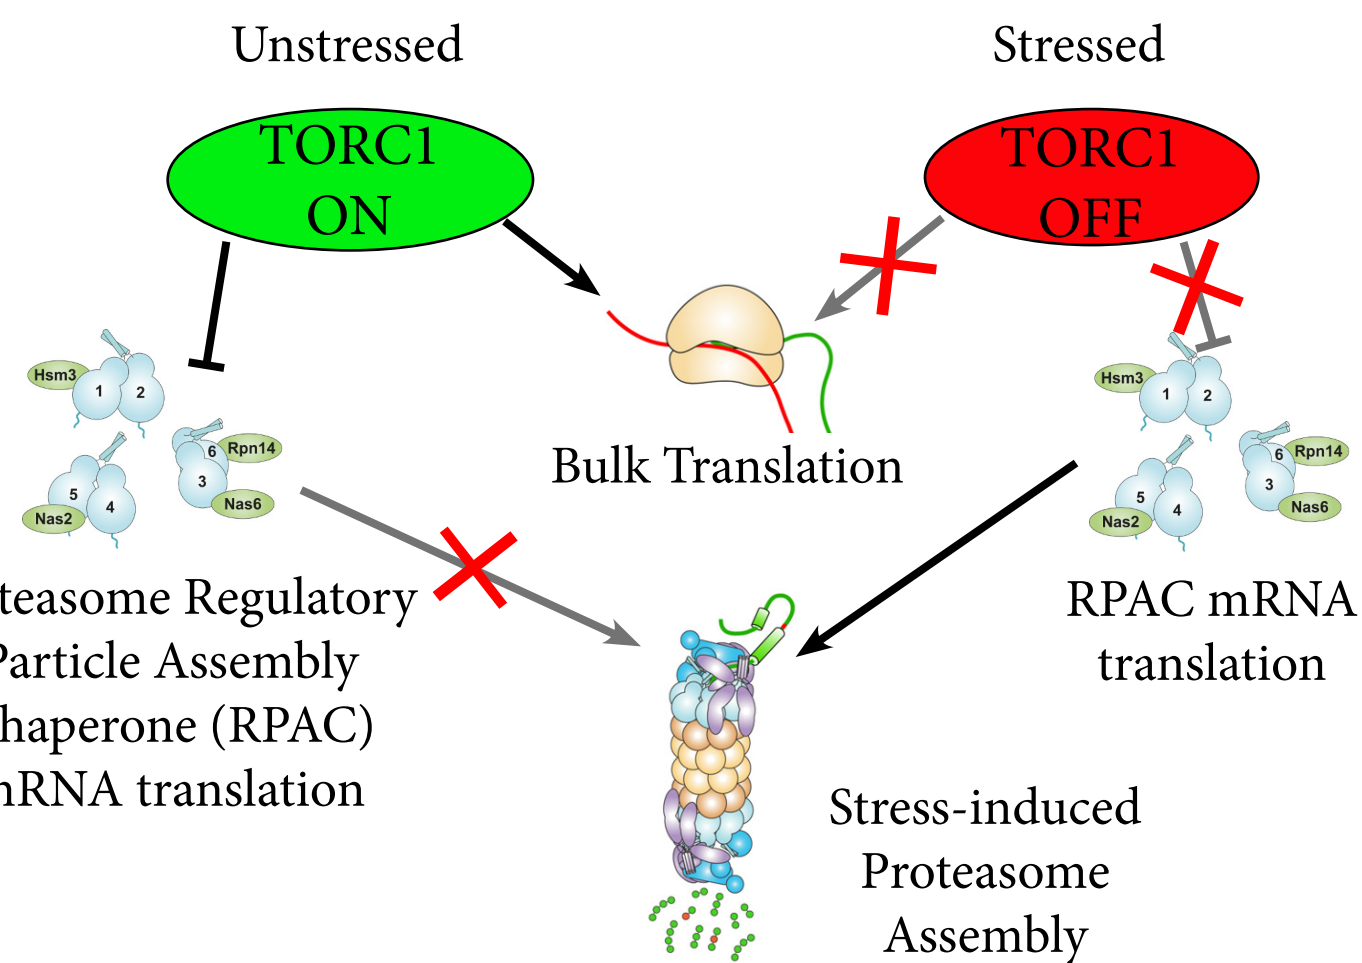 Unstressed
Stressed
TORC1
ON
TORC1
OFF
Hsm3
1
2
6
Rpn14
3
5
4
Nas6
Nas2
Bulk Translation
Hsm3
1
2
6
Rpn14
3
5
4
Nas6
Nas2
teasome Regulatory
Particle Assembly
haperone (RPAC)
mRNA translation
RPAC mRNA
translation
Stress-induced
Proteasome
Assembly